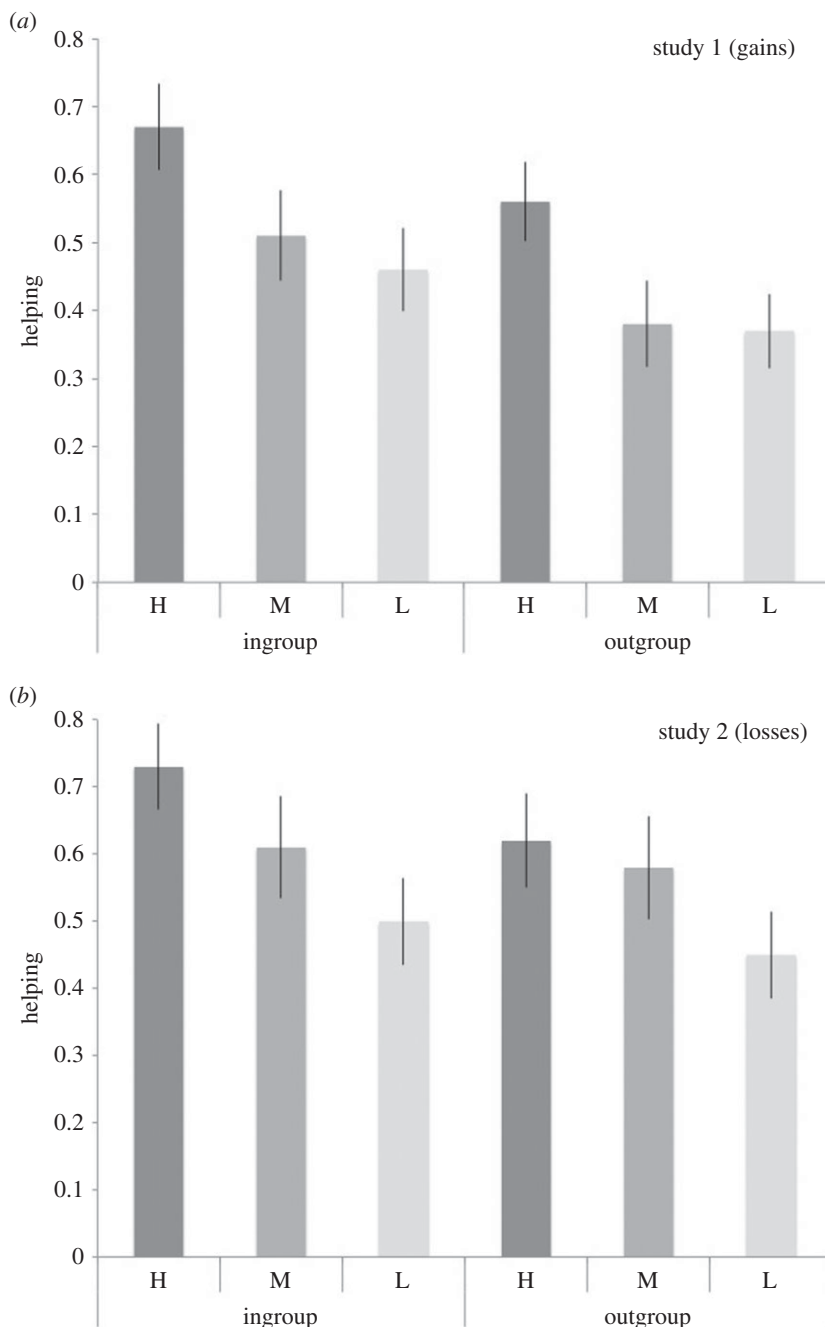 (a)
0.8
study 1 (gains)
0.7
0.6
0.5
0.4
0.3
0.2
0.1
0
helping
H M L H M L
ingroup outgroup
(b)
0.8
study 2 (losses)
0.7
0.6
0.5
0.4
0.3
0.2
0.1
0
helping
H M L H M L
ingroup outgroup